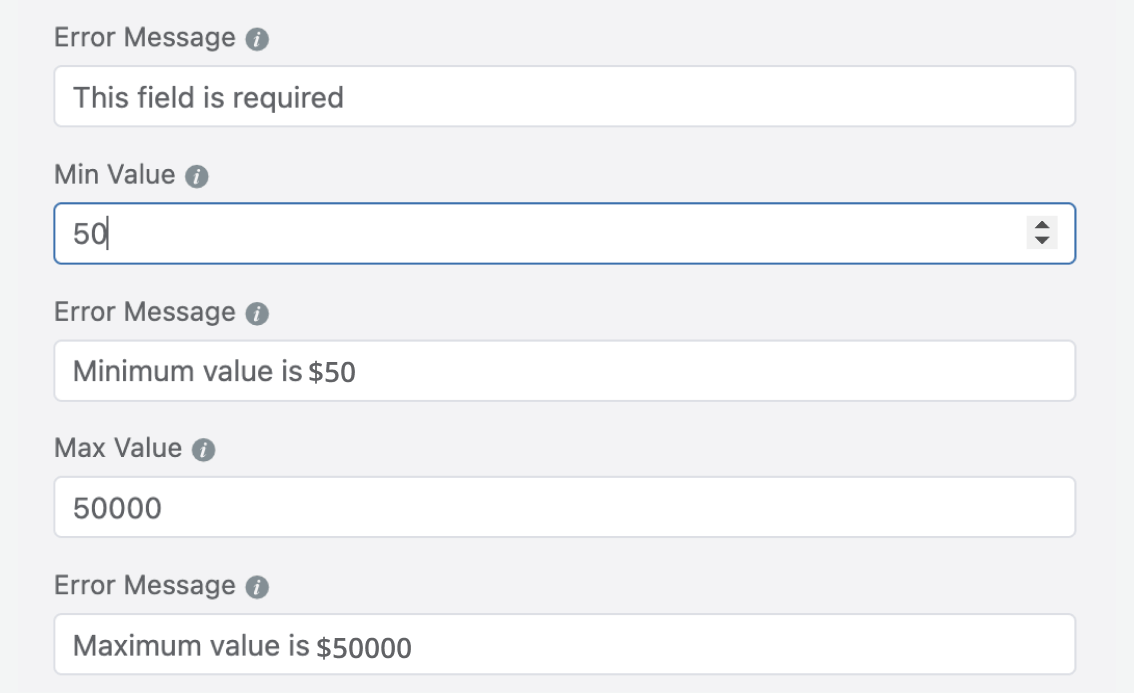 Error Message i
This field is required
Min Value i
50
Error Message i
Minimum value is $50
Max Value i
50000
Error Message i
Maximum value is $50000